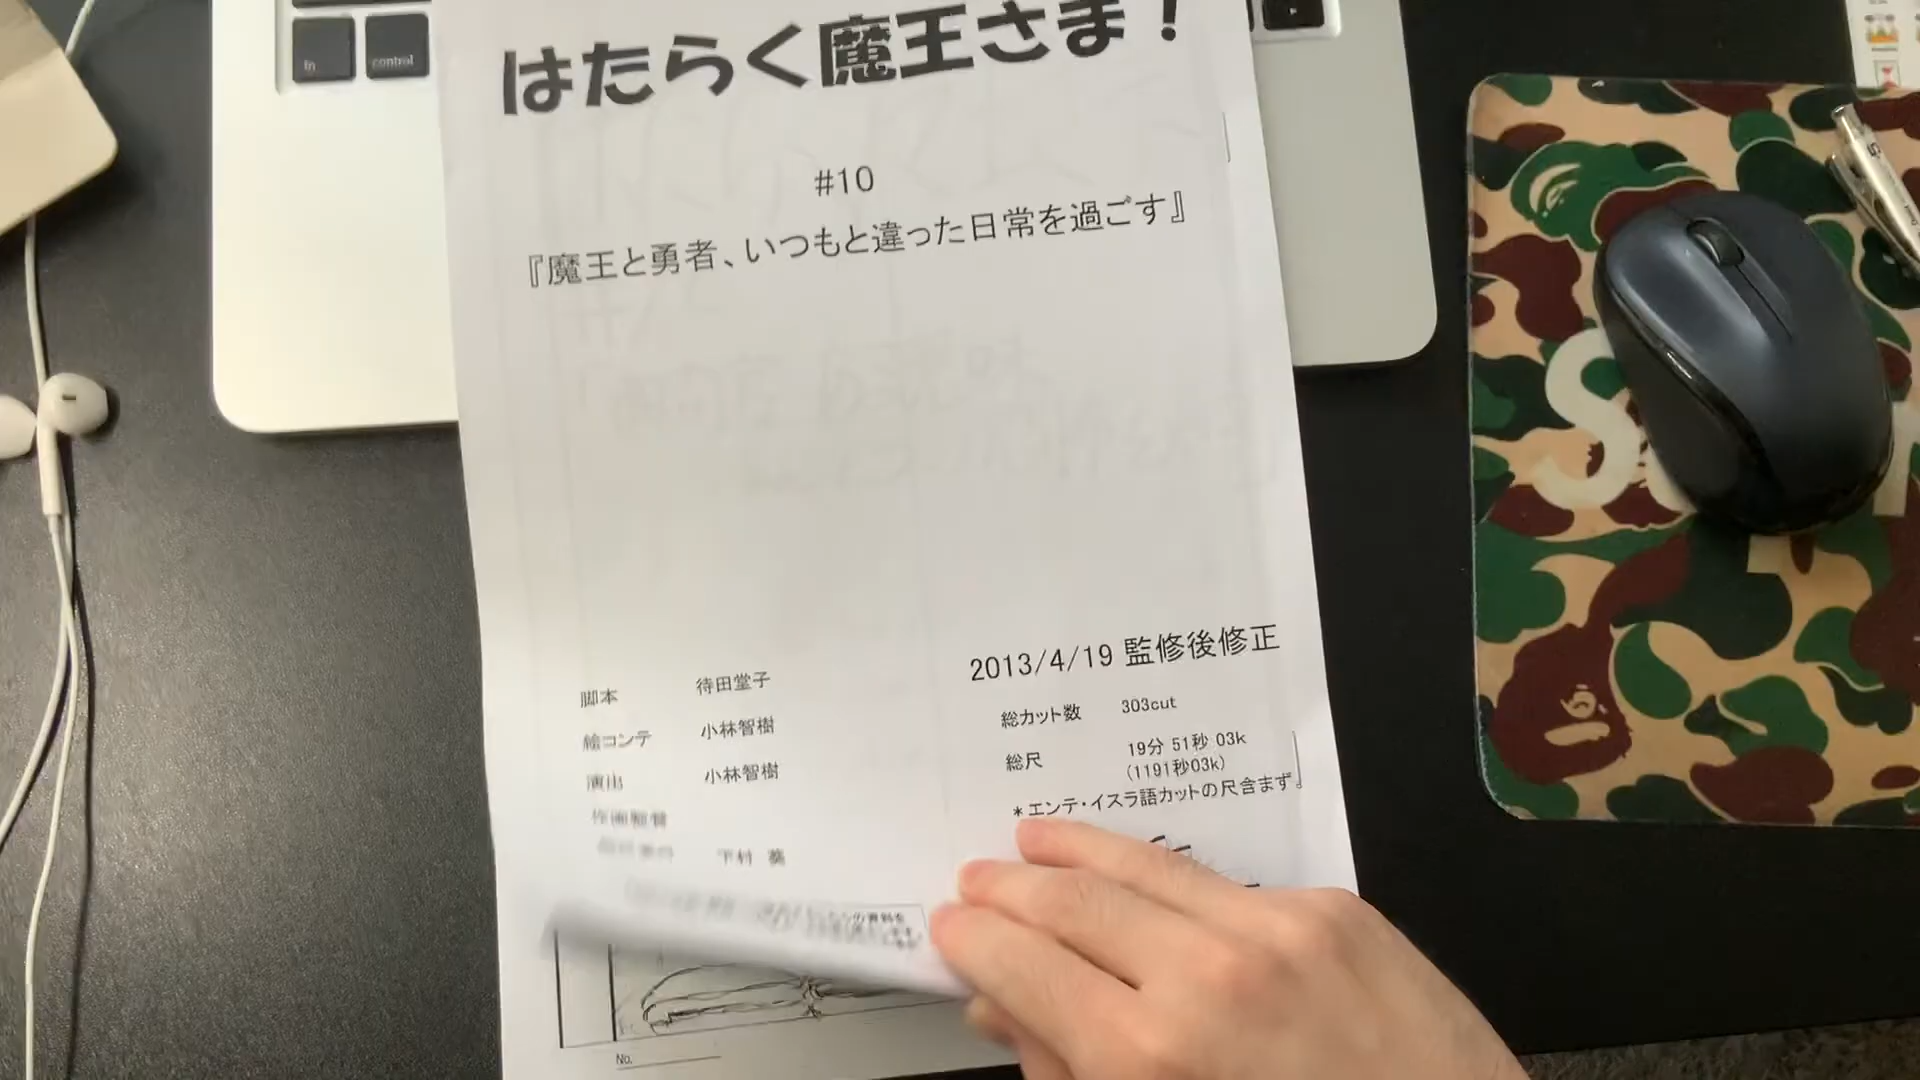 fn
control
はたらく魔王さま！
#10
『魔王と勇者、いつもと違った日常を過ごす』
2013/4/19 監修後修正
脚本 待田堂子
絵コンテ 小林智樹
演出 小林智樹
作画監督
下村 葵
総カット数 303cut
総尺 19分 51秒 03k
(1191秒03k)
＊エンテ・イスラ語カットの尺含まず
No.